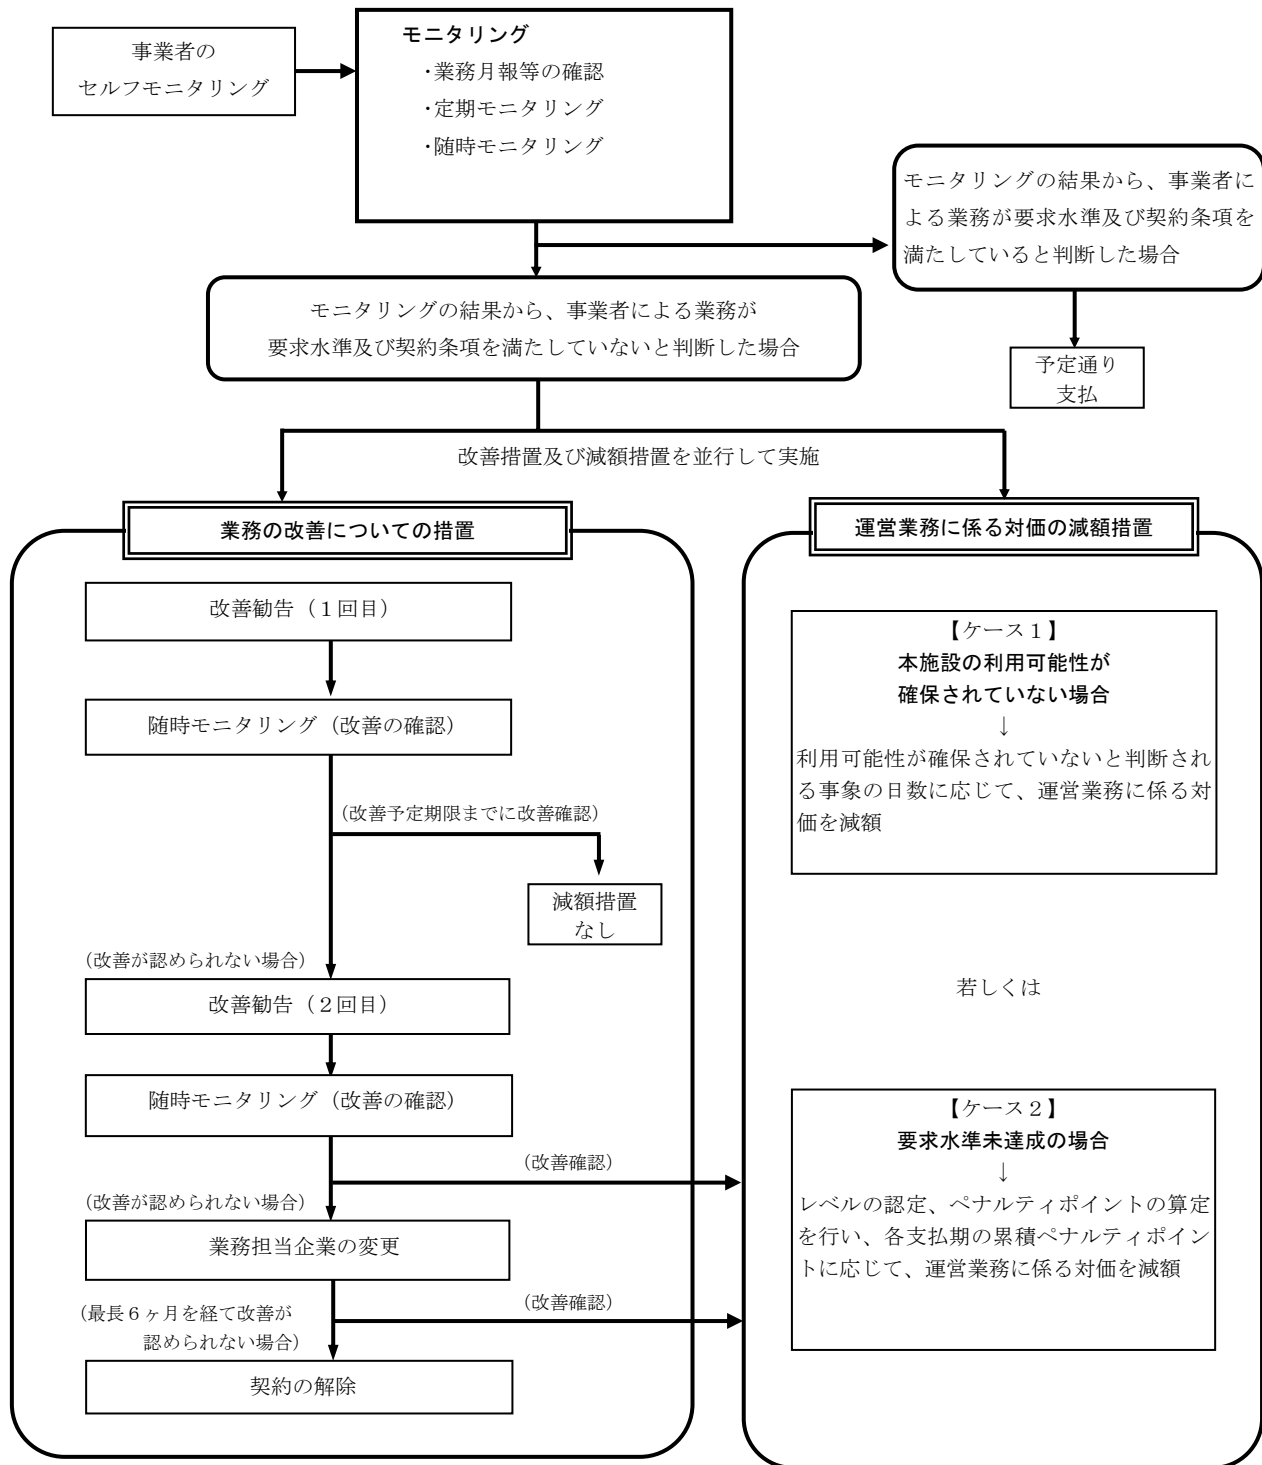 事業者の
セルフモニタリング
モニタリング
・業務月報等の確認
・定期モニタリング
・随時モニタリング
モニタリングの結果から、事業者に
よる業務が要求水準及び契約条項を
満たしていると判断した場合
モニタリングの結果から、事業者による業務が
要求水準及び契約条項を満たしていないと判断した場合
予定通り
支払
改善措置及び減額措置を並行して実施
業務の改善についての措置
改善勧告（１回目）
随時モニタリング（改善の確認）
（改善予定期限までに改善確認）
減額措置
なし
（改善が認められない場合）
改善勧告（２回目）
随時モニタリング（改善の確認）
（改善確認）
（改善が認められない場合）
業務担当企業の変更
（改善確認）
（最長６ヶ月を経て改善が
認められない場合）
契約の解除
運営業務に係る対価の減額措置
【ケース１】
本施設の利用可能性が
確保されていない場合
↓
利用可能性が確保されていないと判断され
る事象の日数に応じて、運営業務に係る対
価を減額
若しくは
【ケース２】
要求水準未達成の場合
↓
レベルの認定、ペナルティポイントの算定
を行い、各支払期の累積ペナルティポイン
トに応じて、運営業務に係る対価を減額